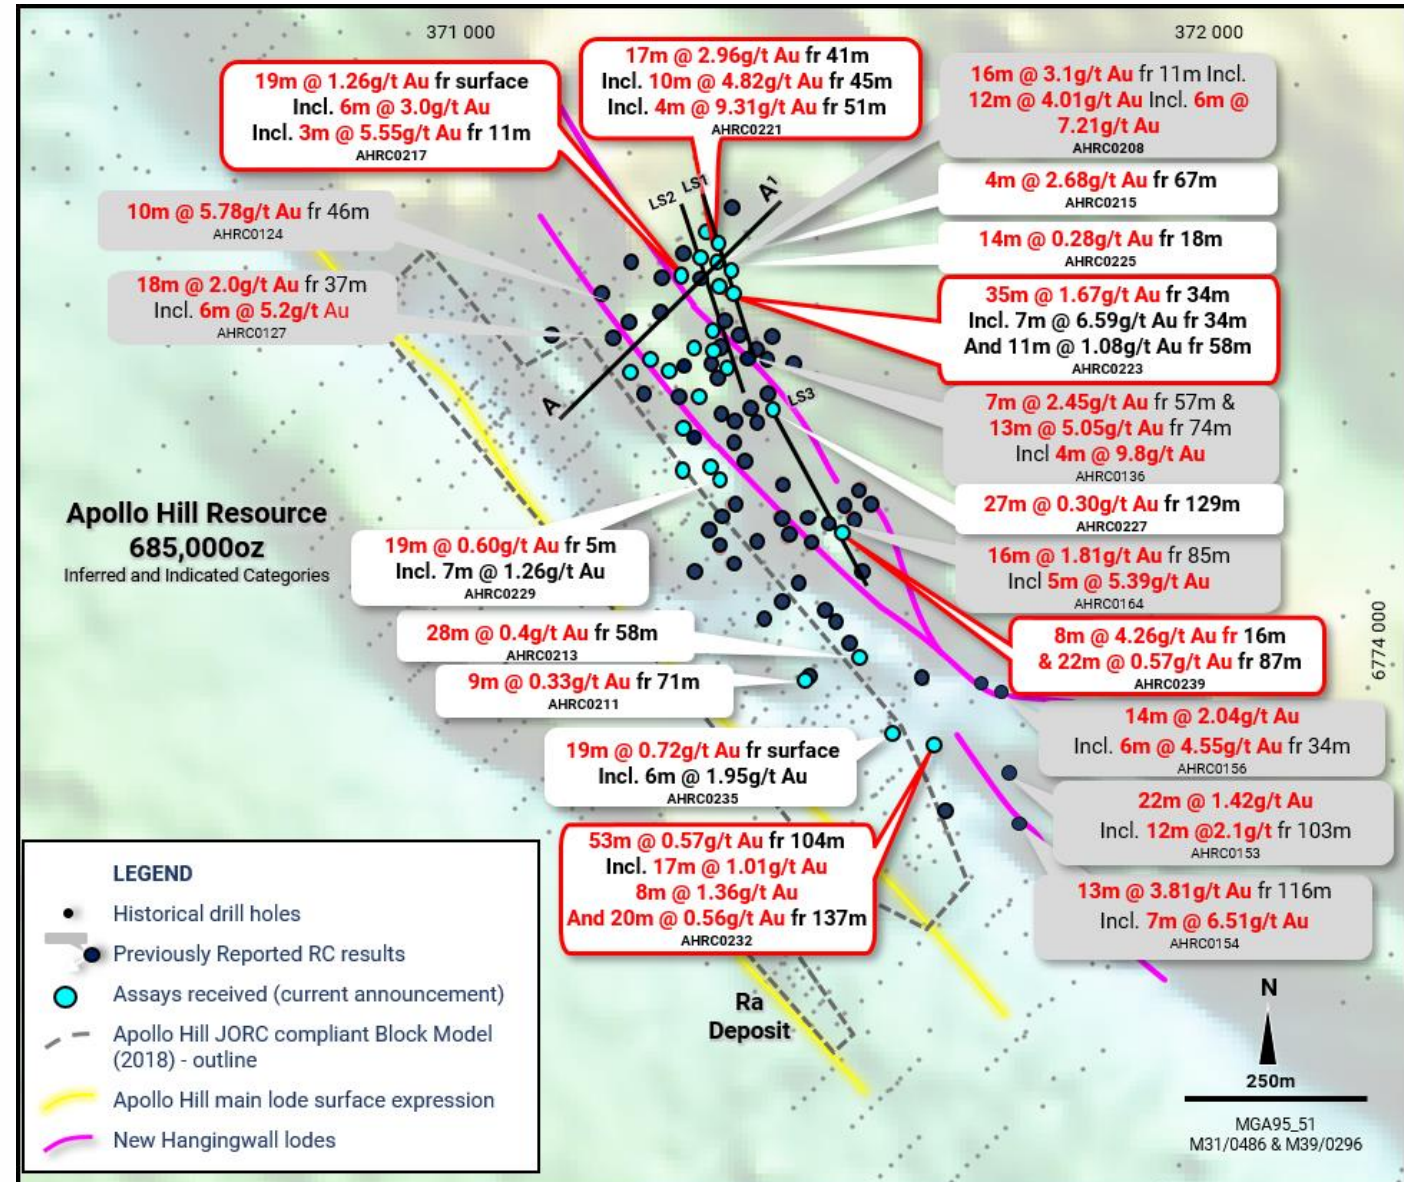 371 000
372 000
19m @ 1.26g/t Au fr surface
Incl. 6m @ 3.0g/t Au
Incl. 3m @ 5.55g/t Au fr 11m
AHRC0217
17m @ 2.96g/t Au fr 41m
Incl. 10m @ 4.82g/t Au fr 45m
Incl. 4m @ 9.31g/t Au fr 51m
AHRC0221
16m @ 3.1g/t Au fr 11m Incl.
12m @ 4.01g/t Au Incl. 6m @
7.21g/t Au
AHRC0208
4m @ 2.68g/t Au fr 67m
AHRC0215
14m @ 0.28g/t Au fr 18m
AHRC0225
35m @ 1.67g/t Au fr 34m
Incl. 7m @ 6.59g/t Au fr 34m
And 11m @ 1.08g/t Au fr 58m
AHRC0223
7m @ 2.45g/t Au fr 57m &
13m @ 5.05g/t Au fr 74m
Incl 4m @ 9.8g/t Au
AHRC0136
27m @ 0.30g/t Au fr 129m
AHRC0227
16m @ 1.81g/t Au fr 85m
Incl 5m @ 5.39g/t Au
AHRC0164
8m @ 4.26g/t Au fr 16m
& 22m @ 0.57g/t Au fr 87m
AHRC0239
14m @ 2.04g/t Au
Incl. 6m @ 4.55g/t Au fr 34m
AHRC0156
22m @ 1.42g/t Au
Incl. 12m @2.1g/t fr 103m
AHRC0153
13m @ 3.81g/t Au fr 116m
Incl. 7m @ 6.51g/t Au
AHRC0154
10m @ 5.78g/t Au fr 46m
AHRC0124
18m @ 2.0g/t Au fr 37m
Incl. 6m @ 5.2g/t Au
AHRC0127
LS2
LS1
A¹
A
LS3
Apollo Hill Resource
685,000oz
Inferred and Indicated Categories
19m @ 0.60g/t Au fr 5m
Incl. 7m @ 1.26g/t Au
AHRC0229
28m @ 0.4g/t Au fr 58m
AHRC0213
9m @ 0.33g/t Au fr 71m
AHRC0211
19m @ 0.72g/t Au fr surface
Incl. 6m @ 1.95g/t Au
AHRC0235
53m @ 0.57g/t Au fr 104m
Incl. 17m @ 1.01g/t Au
8m @ 1.36g/t Au
And 20m @ 0.56g/t Au fr 137m
AHRC0232
6774 000
Ra
Deposit
LEGEND
Historical drill holes
Previously Reported RC results
Assays received (current announcement)
Apollo Hill JORC compliant Block Model
(2018) - outline
Apollo Hill main lode surface expression
New Hangingwall lodes
N
250m
MGA95_51
M31/0486 & M39/0296